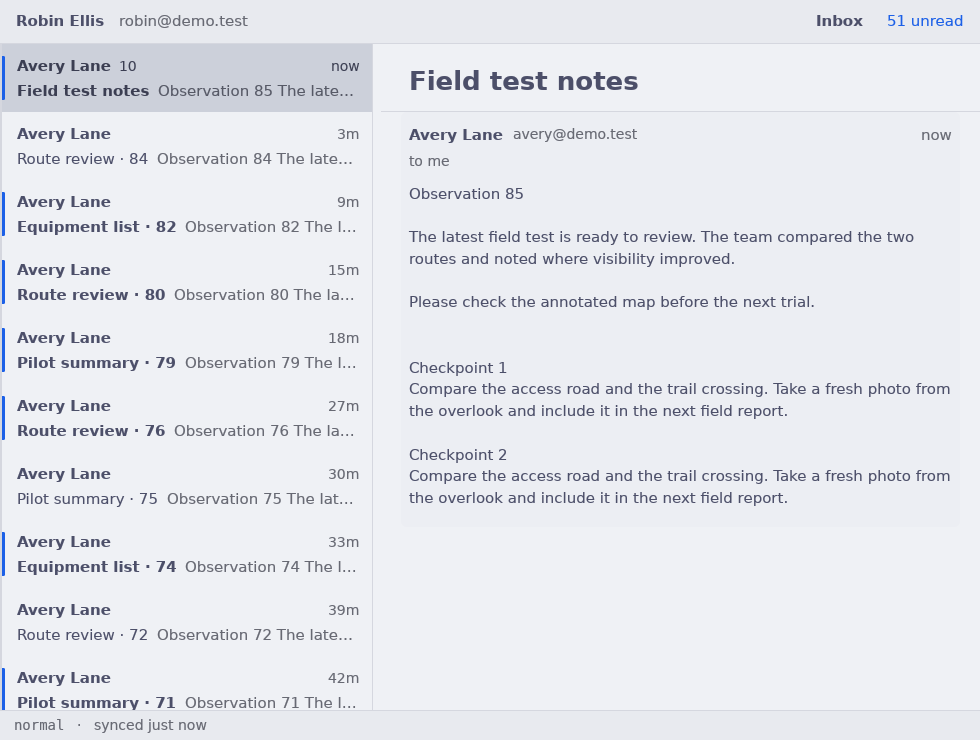 Robin Ellis robin@demo.test Inbox 51 unread
Avery Lane 10 now
Field test notes Observation 85 The late…
Avery Lane 3m
Route review · 84 Observation 84 The late…
Avery Lane 9m
Equipment list · 82 Observation 82 The l…
Avery Lane 15m
Route review · 80 Observation 80 The la…
Avery Lane 18m
Pilot summary · 79 Observation 79 The l…
Avery Lane 27m
Route review · 76 Observation 76 The la…
Avery Lane 30m
Pilot summary · 75 Observation 75 The lat…
Avery Lane 33m
Equipment list · 74 Observation 74 The l…
Avery Lane 39m
Route review · 72 Observation 72 The late…
Avery Lane 42m
Pilot summary · 71 Observation 71 The l…
Field test notes
Avery Lane avery@demo.test now
to me
Observation 85
The latest field test is ready to review. The team compared the two
routes and noted where visibility improved.
Please check the annotated map before the next trial.
Checkpoint 1
Compare the access road and the trail crossing. Take a fresh photo from
the overlook and include it in the next field report.
Checkpoint 2
Compare the access road and the trail crossing. Take a fresh photo from
the overlook and include it in the next field report.
normal · synced just now